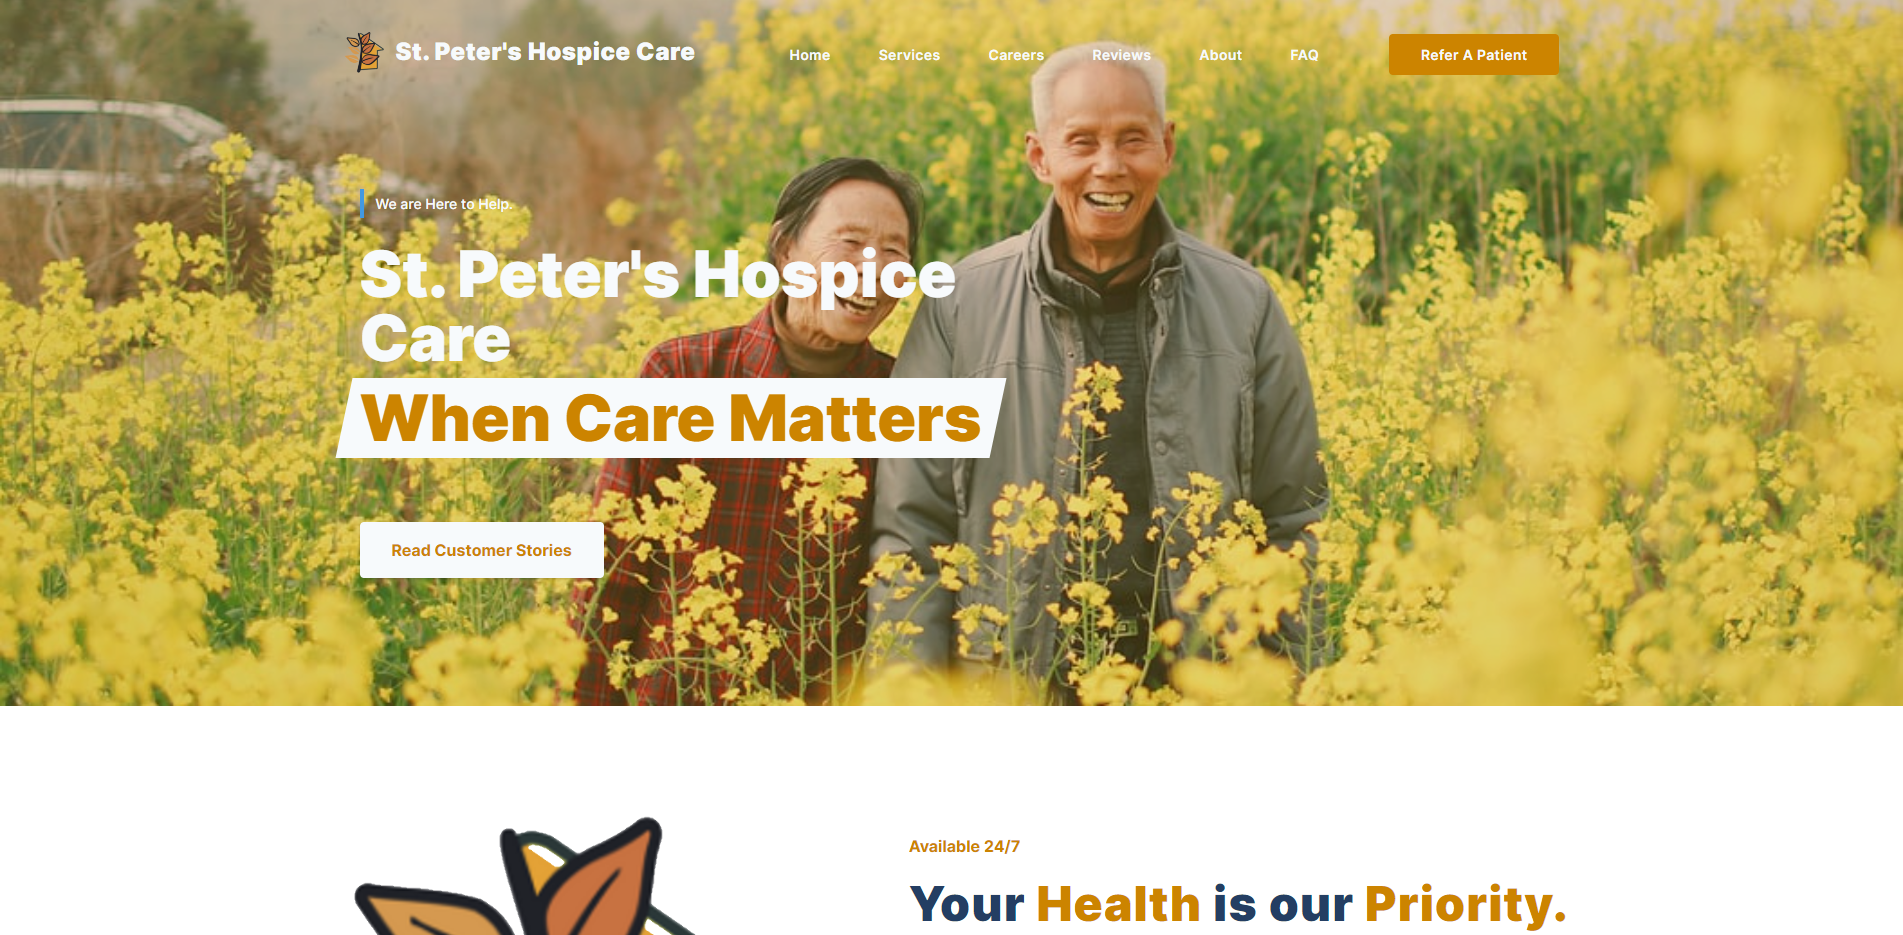 St. Peter's Hospice Care
Home
Services
Careers
Reviews
About
FAQ
Refer A Patient
We are Here to Help.
St. Peter's Hospice
Care
When Care Matters
Read Customer Stories
Available 24/7
Your Health is our Priority.